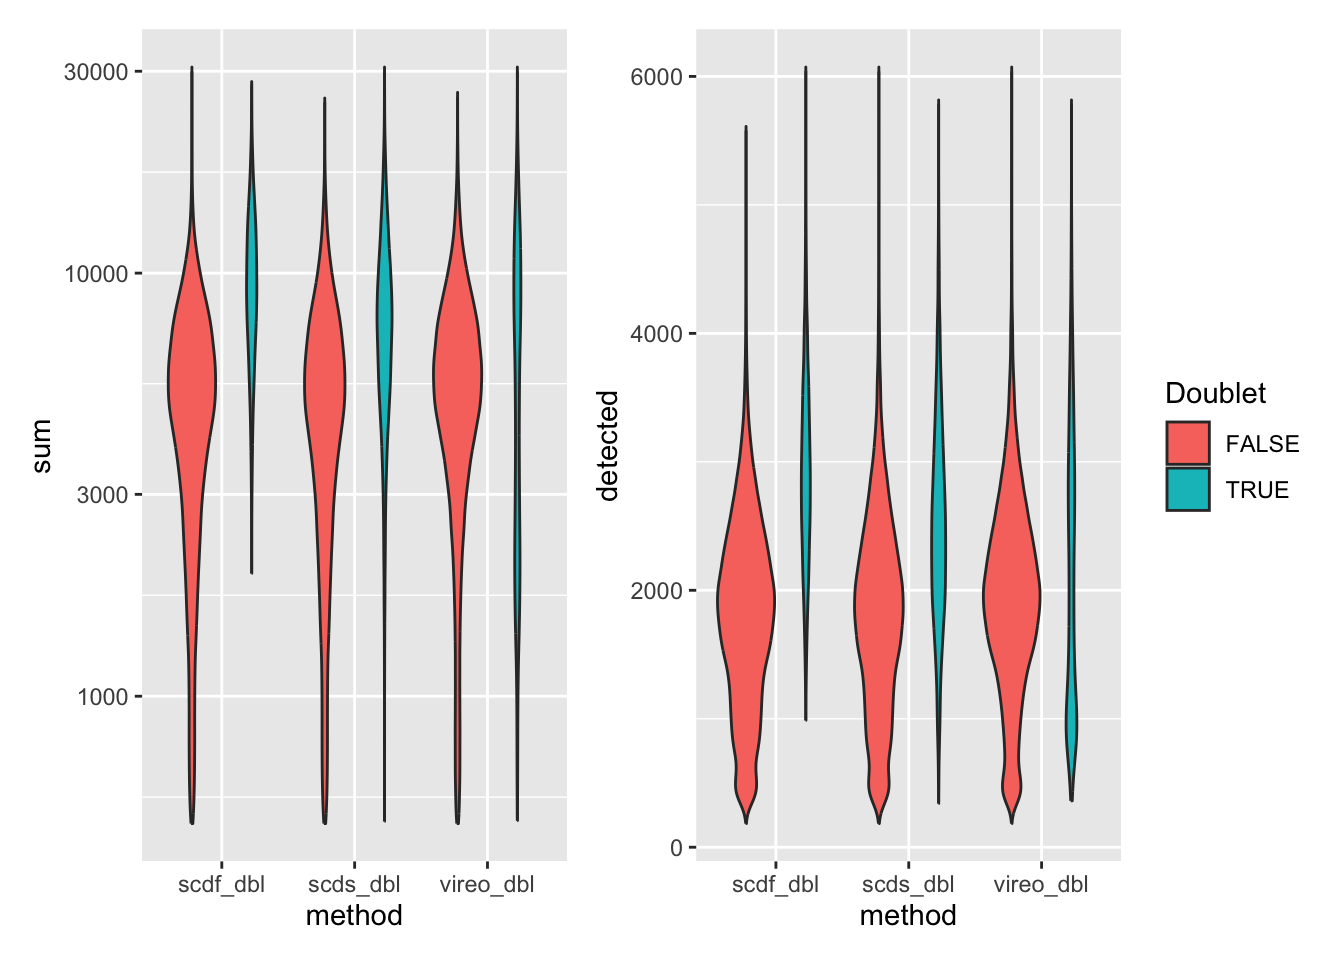 30000
10000
3000
1000
sum
scdf_dbl
scds_dbl
vireo_dbl
method
6000
4000
2000
0
detected
scdf_dbl
scds_dbl
vireo_dbl
method
Doublet
FALSE
TRUE